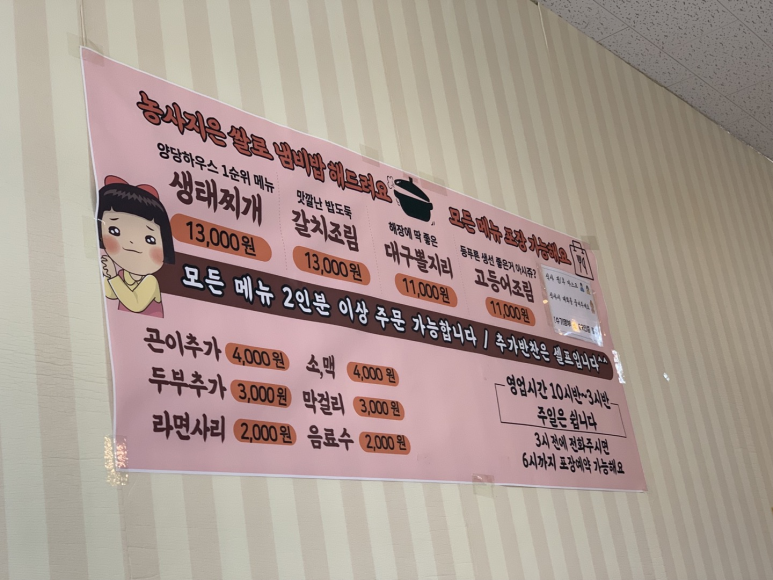 농사지은 쌀로 냄비밥 해드려요
모든 메뉴 포장 가능해요
양당하우스 1순위 메뉴
생태찌개
13,000원
맛깔난 밥도둑
갈치조림
13,000원
해장에 딱 좋은
대구뽈지리
11,000원
등푸른 생선 좋은거 아시죠?
고등어조림
11,000원
모든 메뉴 2인분 이상 주문 가능합니다 / 추가반찬은 셀프입니다^^
곤이추가 4,000원
두부추가 3,000원
라면사리 2,000원
소,맥 4,000원
막걸리 3,000원
음료수 2,000원
영업시간 10시반~3시반
주일은 쉽니다
3시 전에 전화주시면
6시까지 포장예약 가능해요